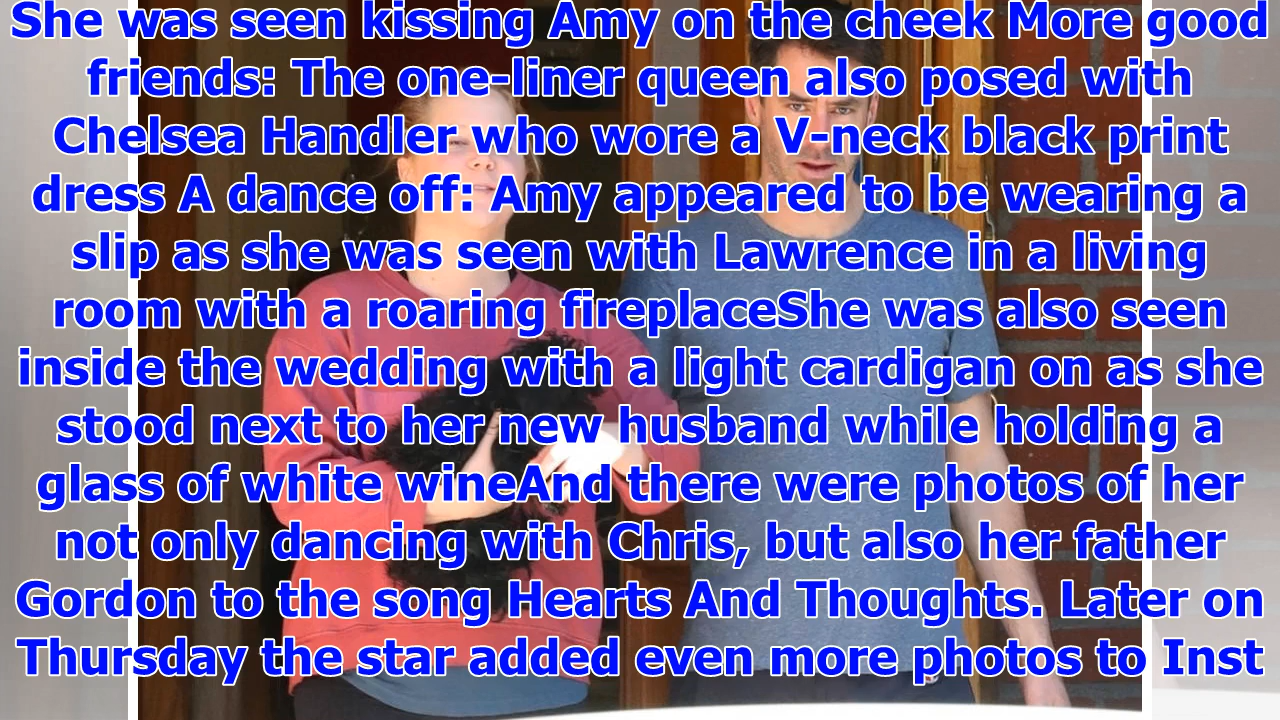 She was seen kissing Amy on the cheek More good
friends: The one-liner queen also posed with
Chelsea Handler who wore a V-neck black print
dress A dance off: Amy appeared to be wearing a
slip as she was seen with Lawrence in a living
room with a roaring fireplaceShe was also seen
inside the wedding with a light cardigan on as she
stood next to her new husband while holding a
glass of white wineAnd there were photos of her
not only dancing with Chris, but also her father
Gordon to the song Hearts And Thoughts. Later on
Thursday the star added even more photos to Inst